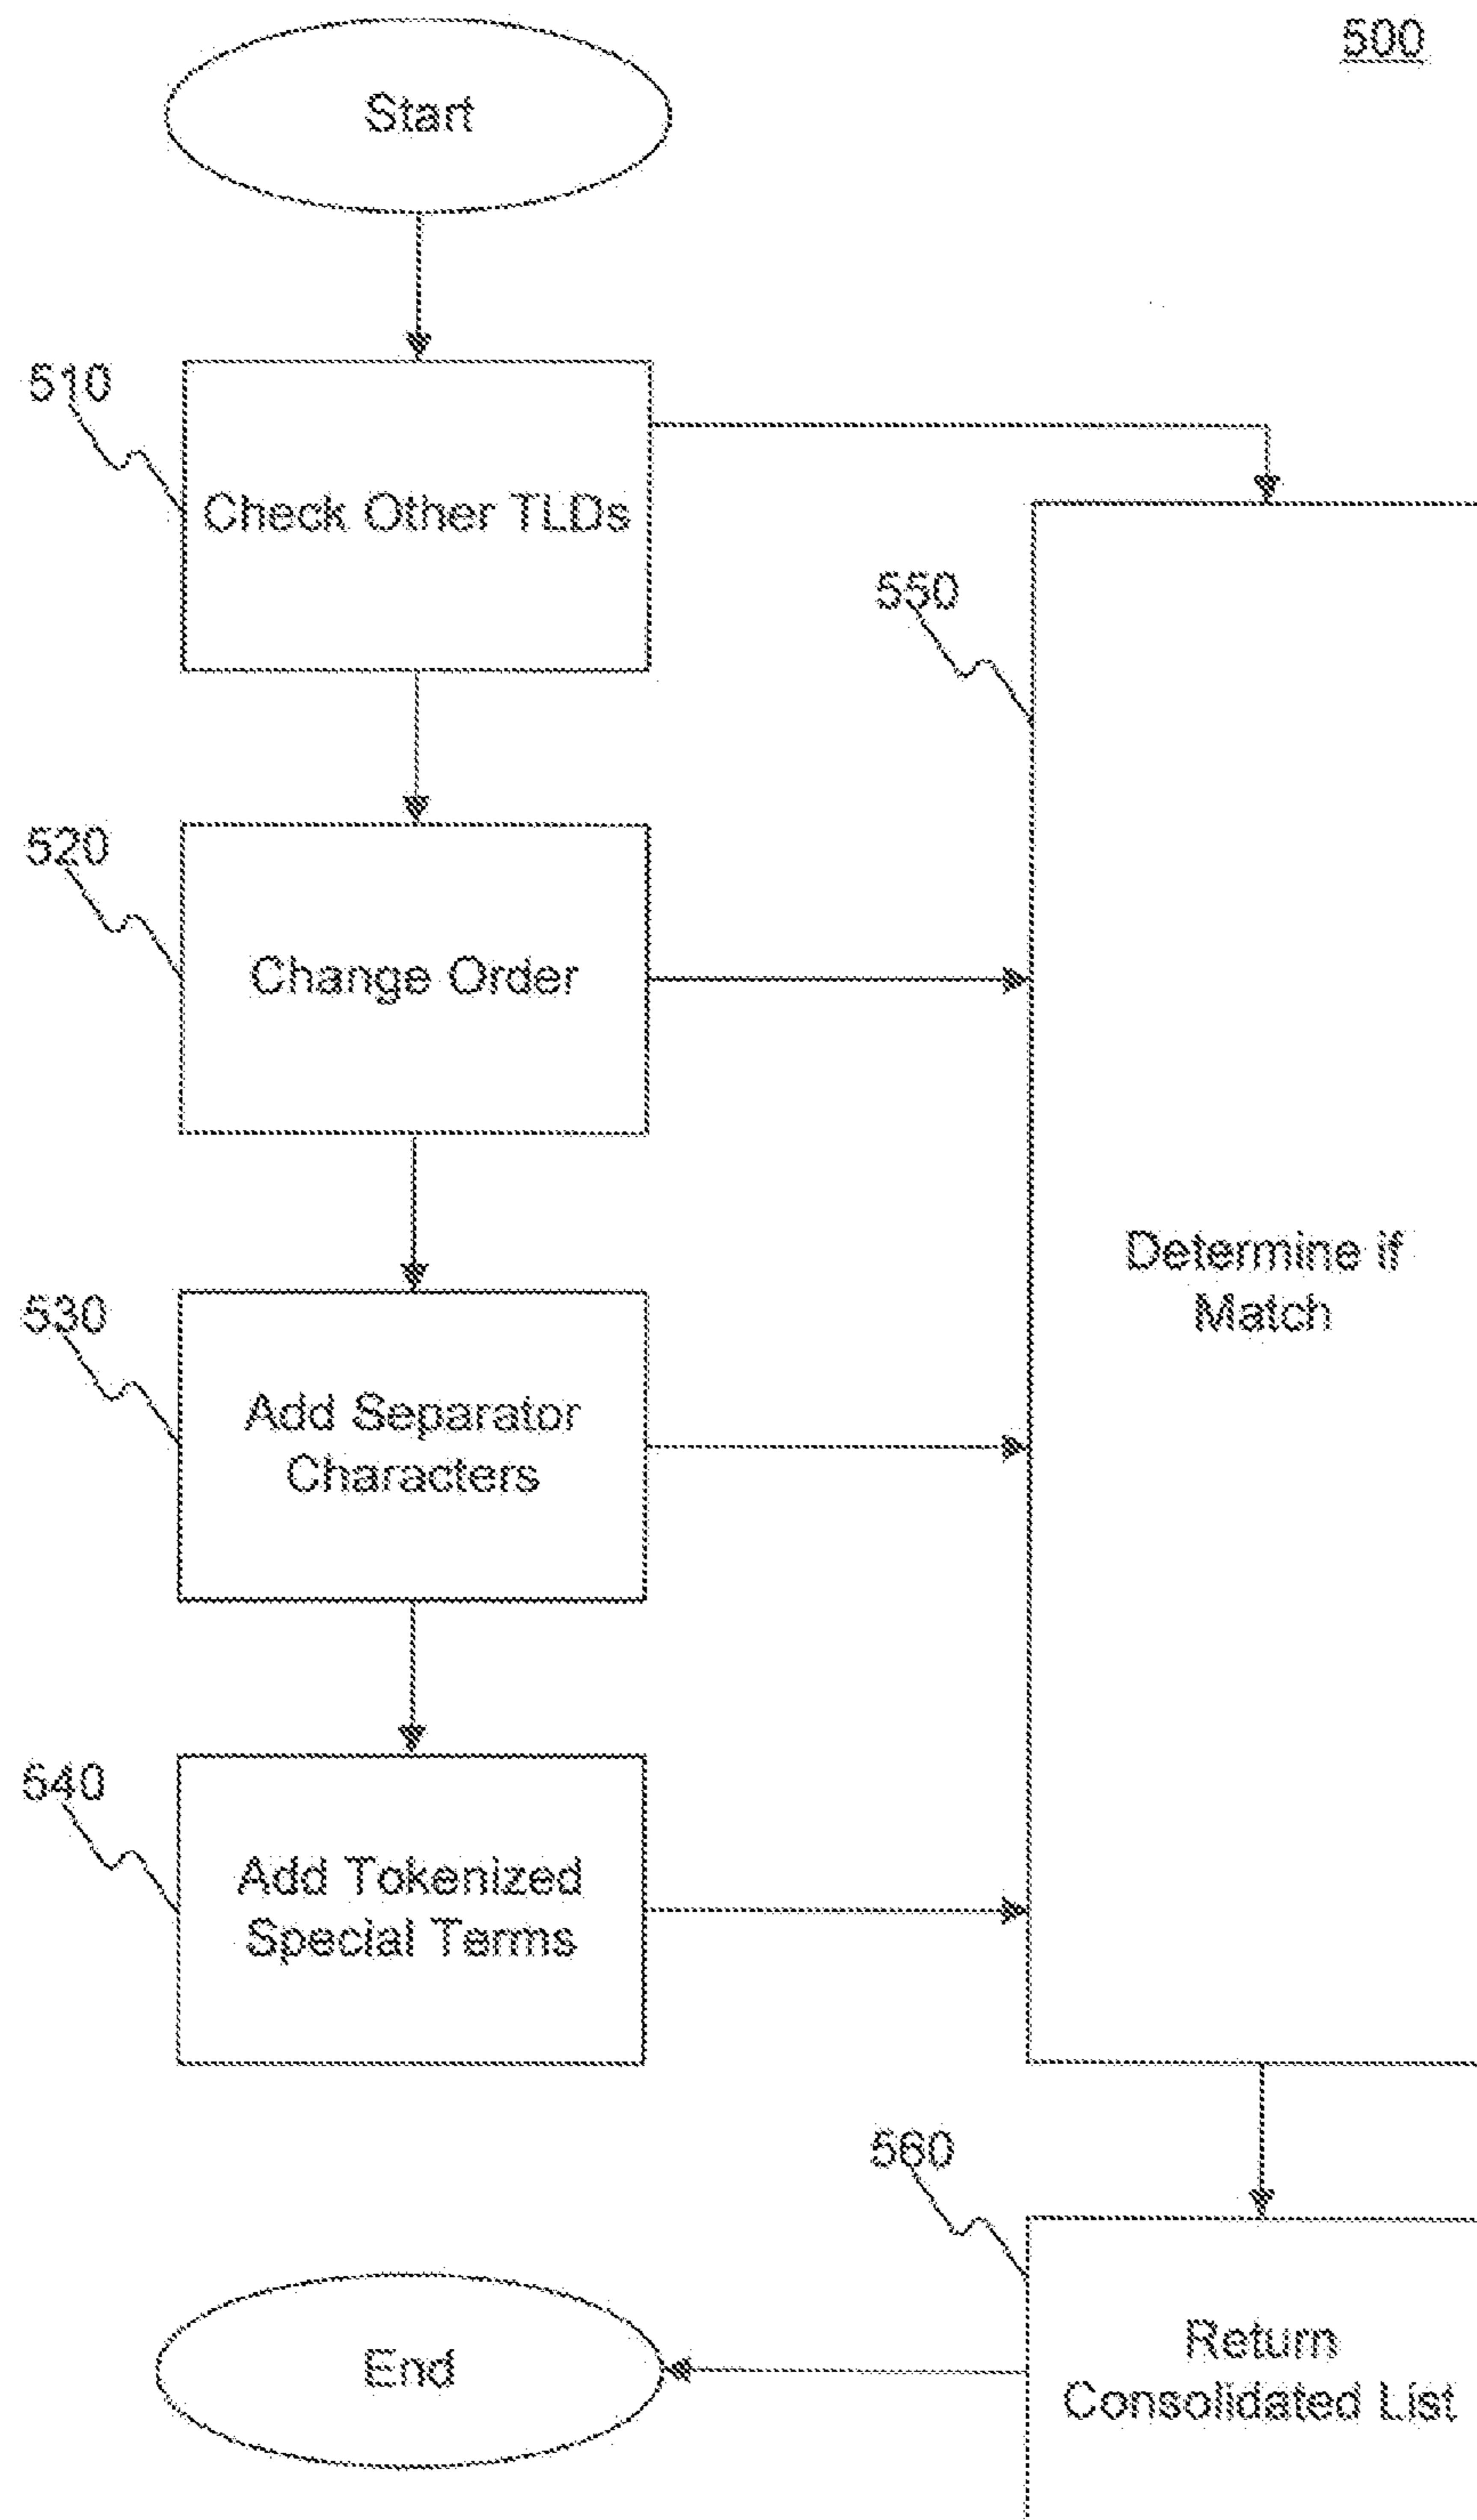 500
Start
510
Check Other TLDs
550
520
Change Order
Determine if
Match
530
Add Separator
Characters
540
Add Tokenized
Special Terms
560
Return
Consolidated List
End